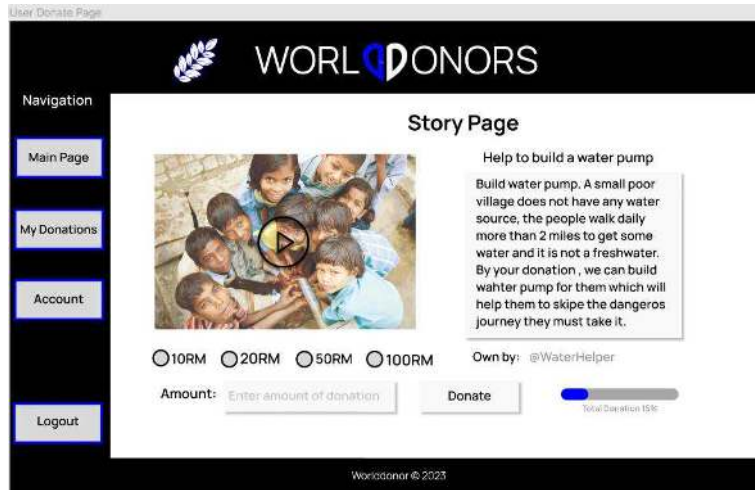 User Donate Page
WORLDDONORS
Navigation
Main Page
My Donations
Account
Logout
Story Page
Help to build a water pump
Build water pump. A small poor
village does not have any water
source, the people walk daily
more than 2 miles to get some
water and it is not a freshwater.
By your donation , we can build
wahter pump for them which will
help them to skipe the dangeros
journey they must take it.
10RM 20RM 50RM 100RM
Own by: @WaterHelper
Amount: Enter amount of donation Donate
Total Donation 15%
Worlddonor © 2023